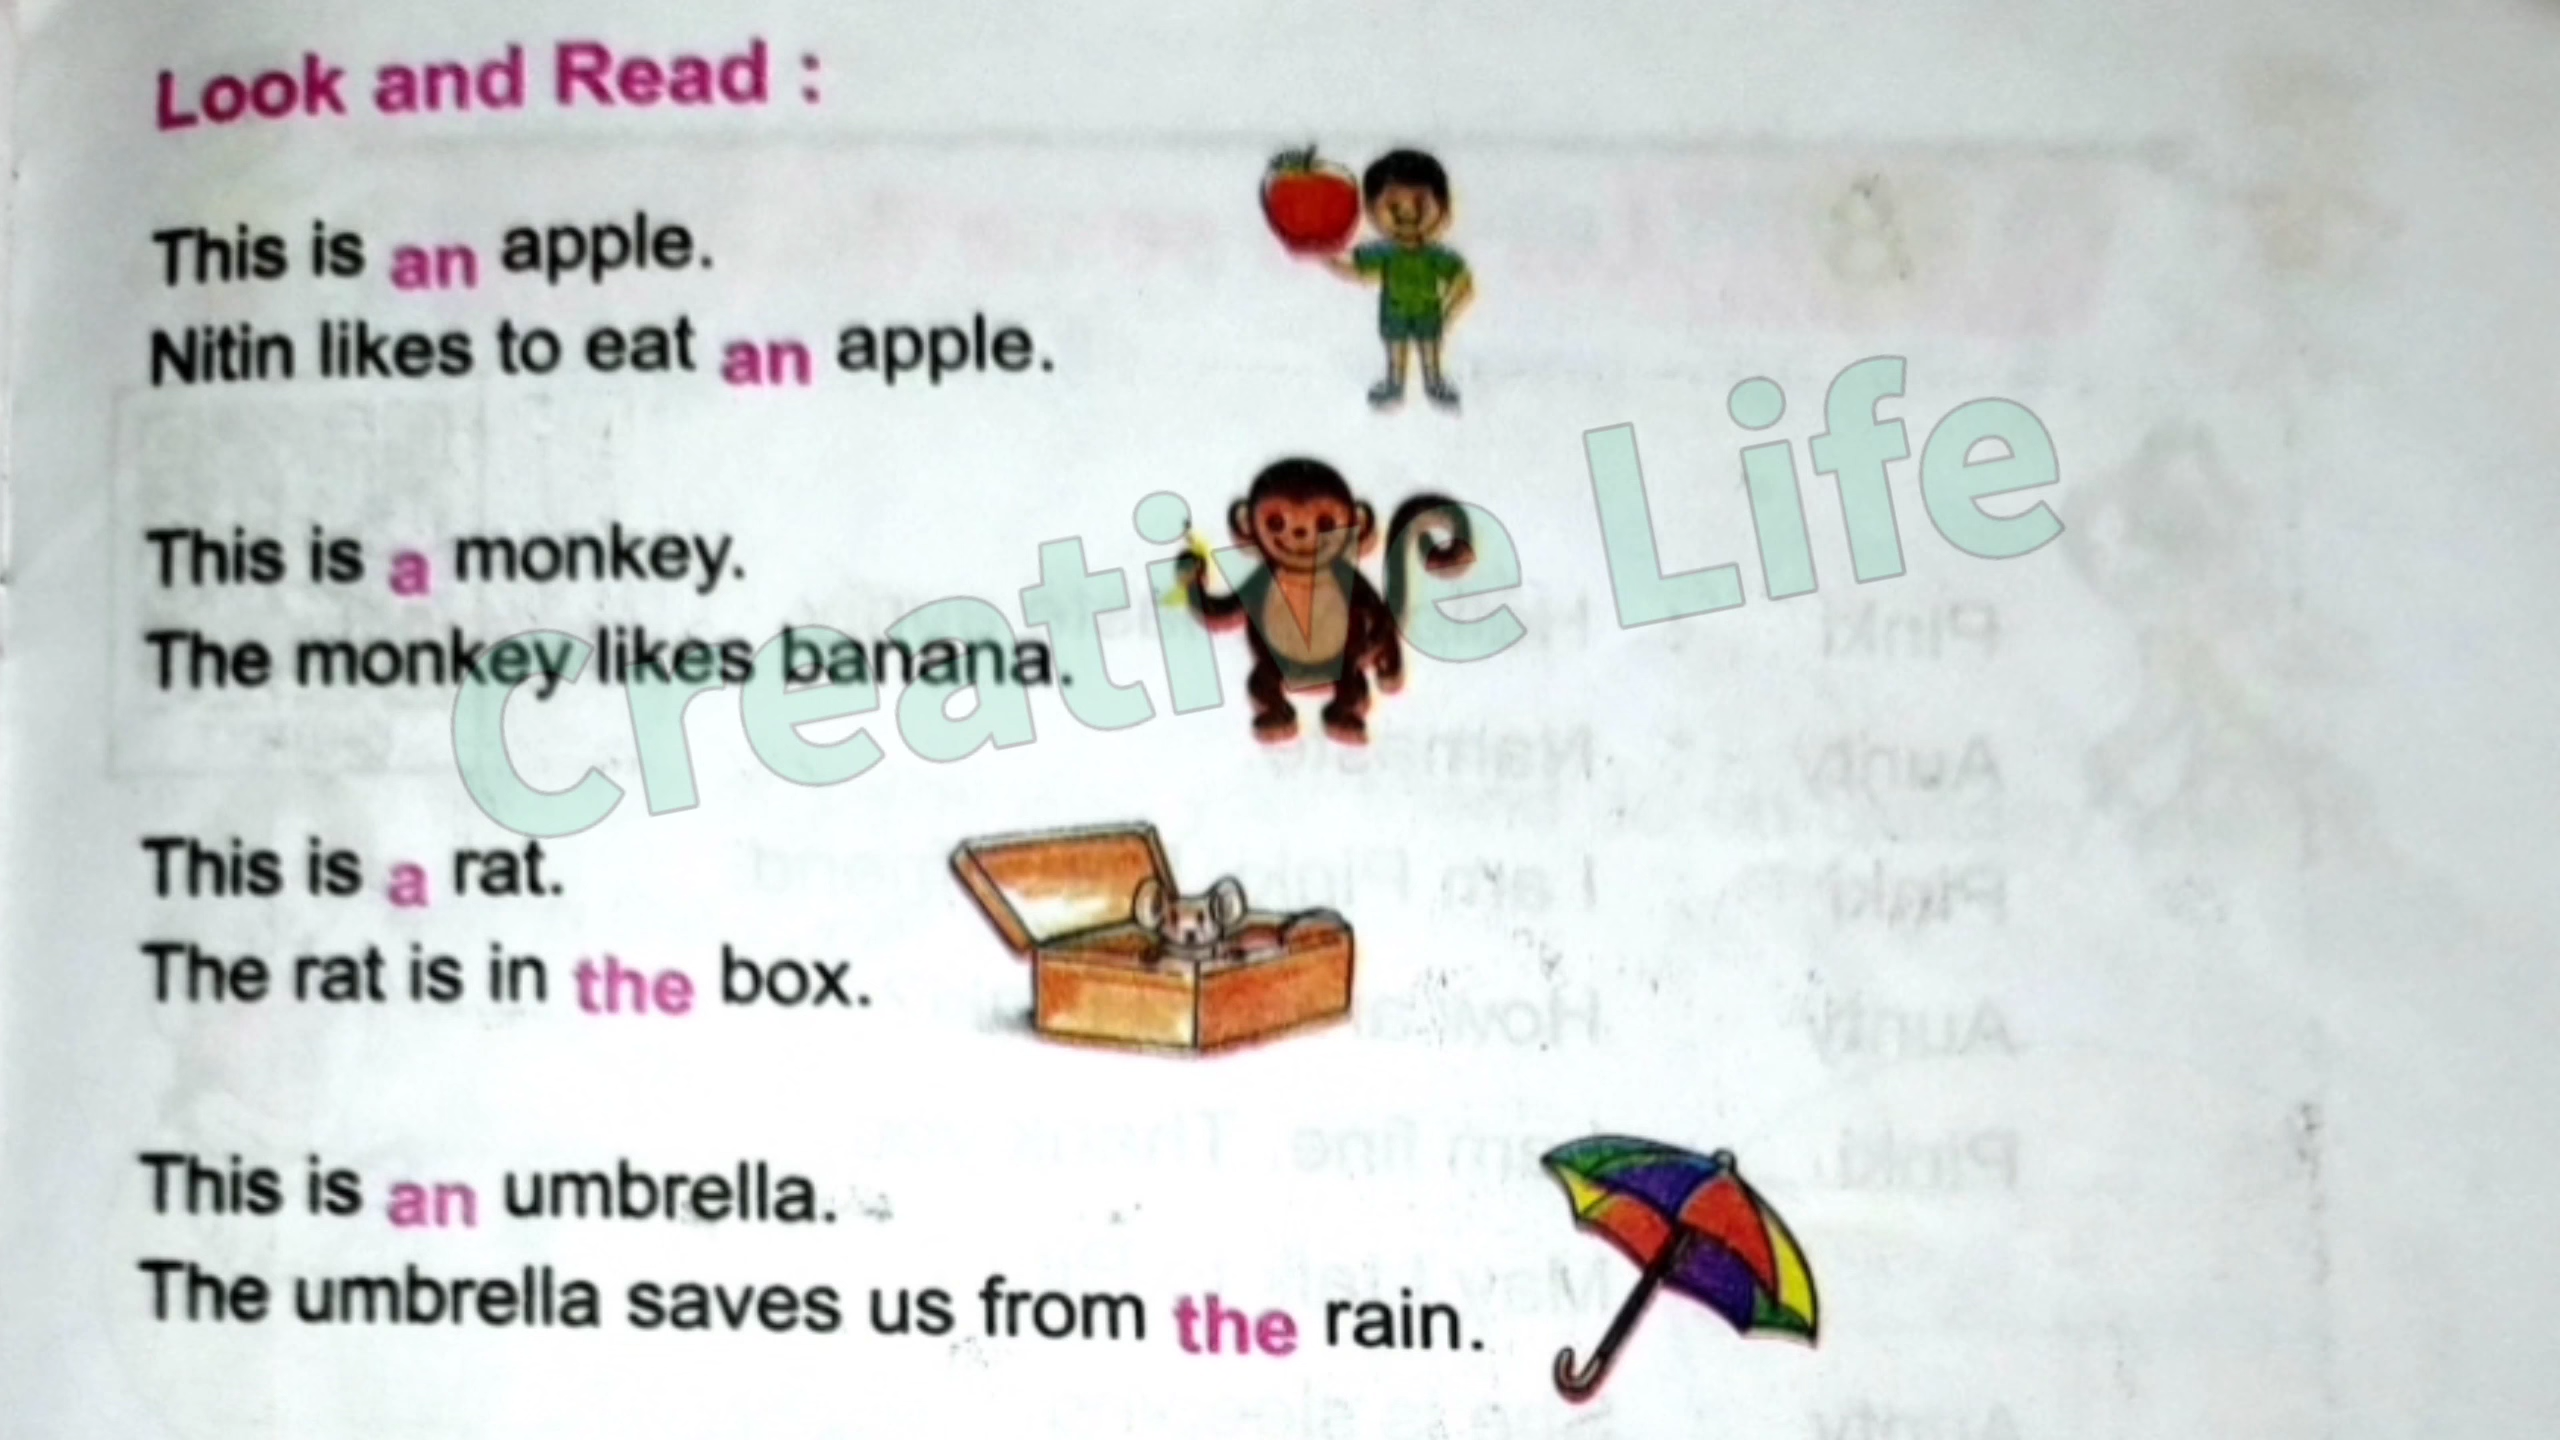 Look and Read :
This is an apple.
Nitin likes to eat an apple.
This is a monkey.
The monkey likes banana.
Creative Life
This is a rat.
The rat is in the box.
This is an umbrella.
The umbrella saves us from the rain.